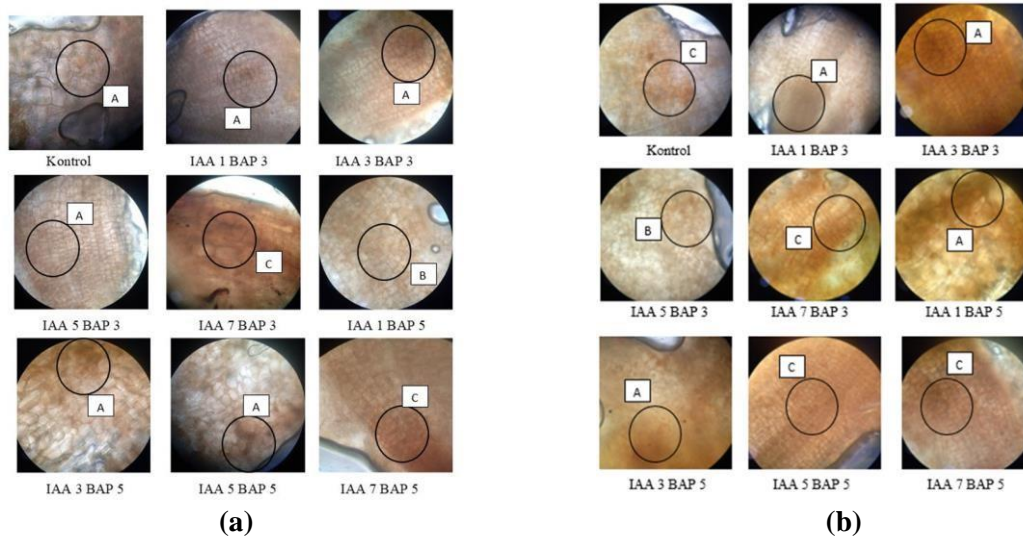 A
Kontrol
A
IAA 1 BAP 3
A
IAA 3 BAP 3
A
IAA 5 BAP 3
C
IAA 7 BAP 3
B
IAA 1 BAP 5
A
IAA 3 BAP 5
A
IAA 5 BAP 5
C
IAA 7 BAP 5
(a)
C
Kontrol
A
IAA 1 BAP 3
A
IAA 3 BAP 3
B
IAA 5 BAP 3
C
IAA 7 BAP 3
A
IAA 1 BAP 5
A
IAA 3 BAP 5
C
IAA 5 BAP 5
C
IAA 7 BAP 5
(b)